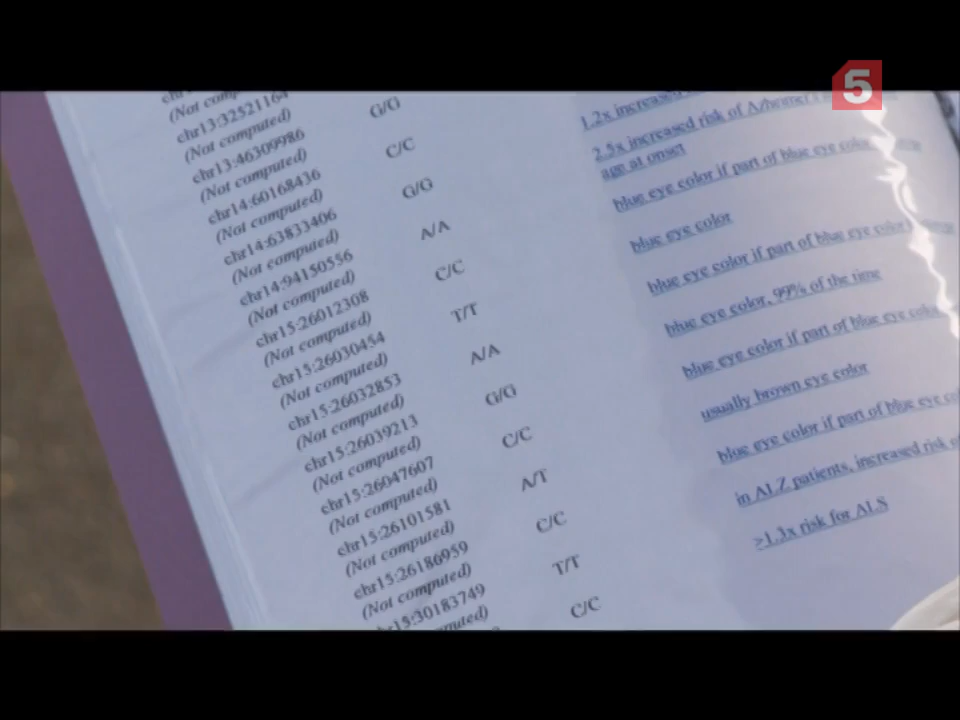 5
(Not
chr13:32521164
(Not computed)
chr13:46309986
(Not computed)
chr14:60168436
(Not computed)
chr14:63833406
(Not computed)
chr14:94150556
(Not computed)
chr15:26012308
(Not computed)
chr15:26030454
(Not computed)
chr15:26032853
(Not computed)
chr15:26039213
(Not computed)
chr15:26047607
(Not computed)
chr15:26101581
(Not computed)
chr15:26186959
(Not computed)
chr15:30183749
G/G
C/C
G/G
A/A
C/C
T/T
A/A
G/G
C/C
A/T
C/C
T/T
C/C
1.2x increased
2.5x increased risk of Alzheimer's
age at onset
blue eye color if part of blue eye color
blue eye color
blue eye color if part of blue eye color
blue eye color, 99% of the time
blue eye color if part of blue eye color
usually brown eye color
blue eye color if part of blue eye
in ALZ patients, increased risk
>1.3x risk for ALS